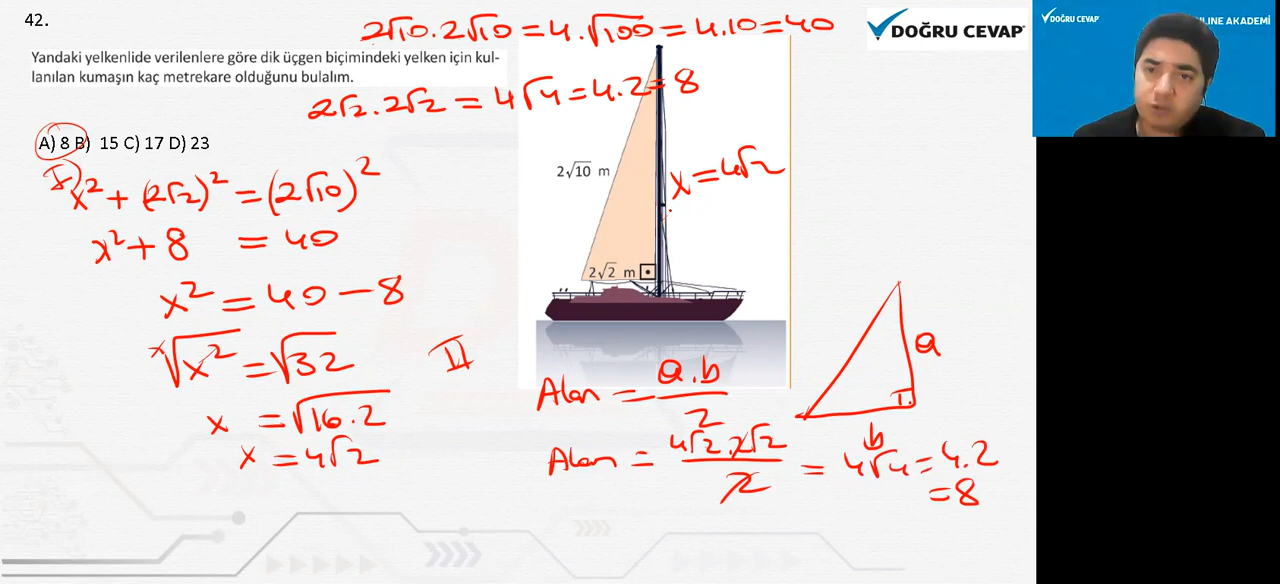 42.
2√10.2√10=4.√100=4.10=40
DOĞRU CEVAP
DOĞRU CEVAP
LINE AKADEMİ
Yandaki yelkenlide verilenlere göre dik üçgen biçimindeki yelken için kul-
lanılan kumaşın kaç metrekare olduğunu bulalım.
2√2.2√2=4√4=4.2=8
A) 8 B) 15 C) 17 D) 23
I) x²+(2√2)²=(2√10)²
x²+8=40
x²=40-8
√x²=√32
x=√16.2
x=4√2
2√10 m
x=4√2
2√2 m
II
Alan=a.b/2
a
b
Alan=4√2.2√2/2=4√4=4.2
=8